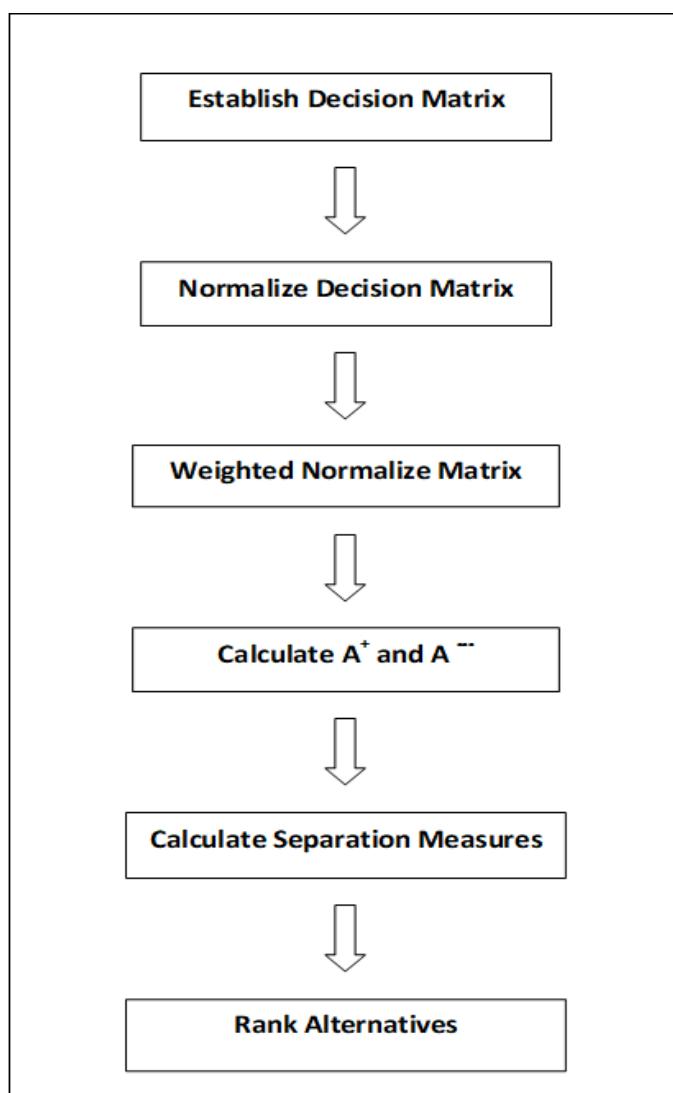 Establish Decision Matrix
Normalize Decision Matrix
Weighted Normalize Matrix
Calculate A⁺ and A⁻
Calculate Separation Measures
Rank Alternatives